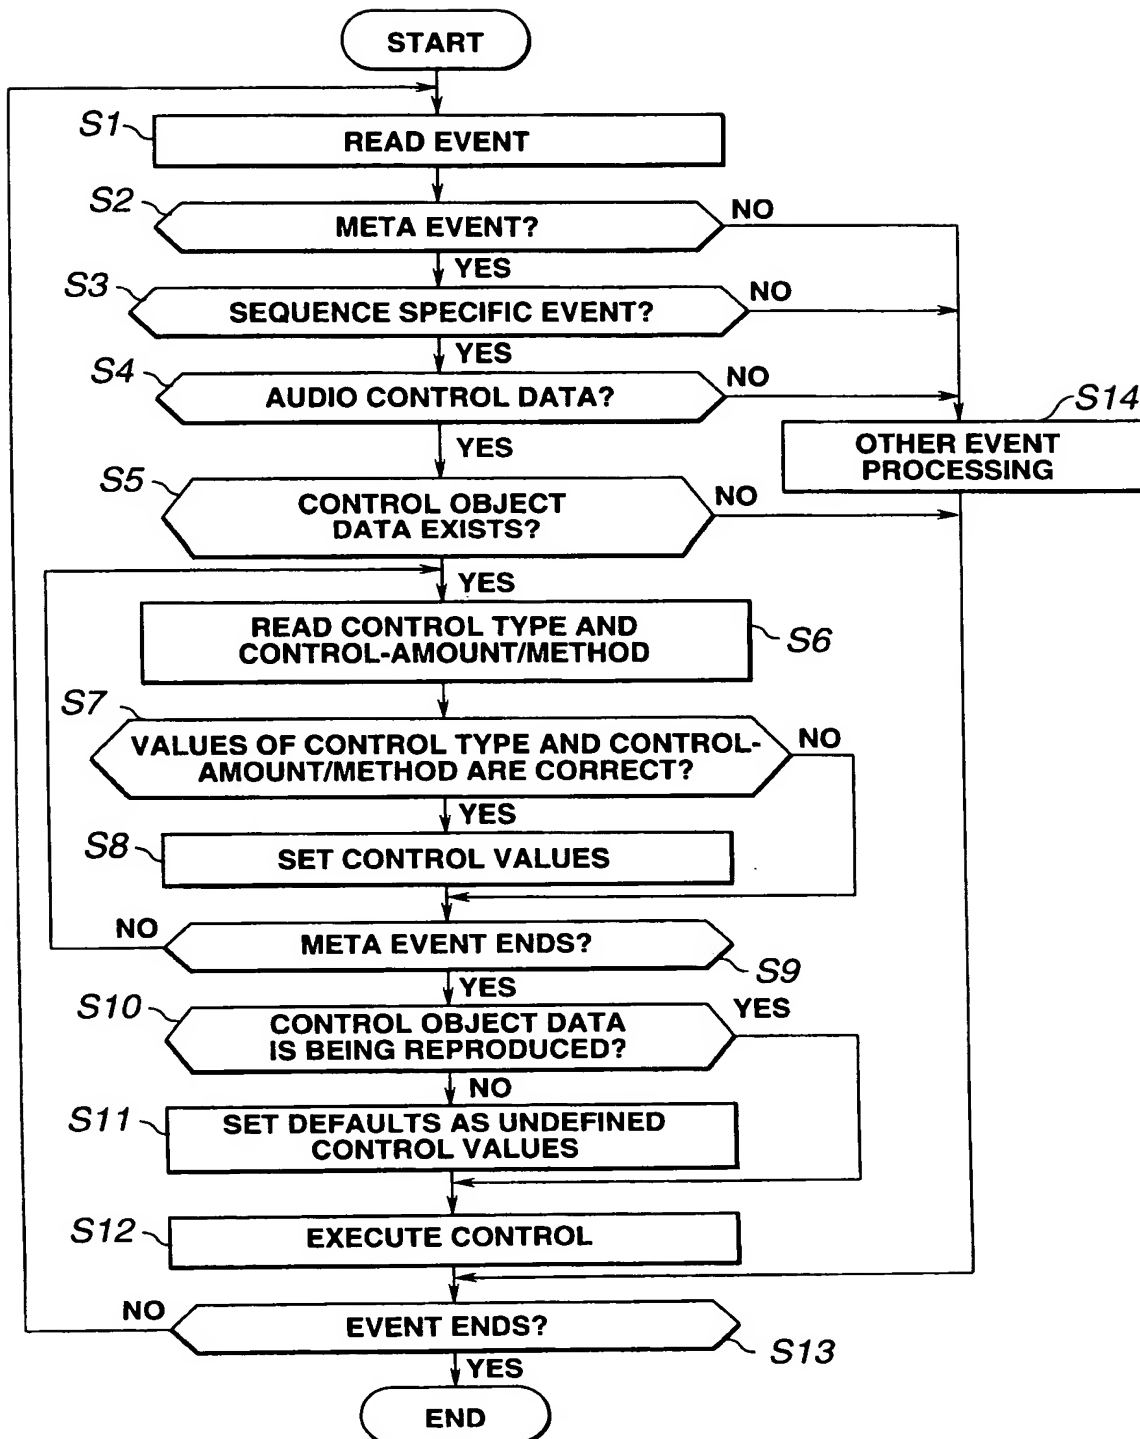 START
S1
READ EVENT
S2
META EVENT?
NO
YES
S3
SEQUENCE SPECIFIC EVENT?
NO
YES
S4
AUDIO CONTROL DATA?
NO
S14
OTHER EVENT
PROCESSING
YES
S5
CONTROL OBJECT
DATA EXISTS?
NO
YES
READ CONTROL TYPE AND
CONTROL-AMOUNT/METHOD
S6
S7
VALUES OF CONTROL TYPE AND CONTROL-
AMOUNT/METHOD ARE CORRECT?
NO
YES
S8
SET CONTROL VALUES
NO
META EVENT ENDS?
S9
YES
S10
CONTROL OBJECT DATA
IS BEING REPRODUCED?
YES
NO
S11
SET DEFAULTS AS UNDEFINED
CONTROL VALUES
S12
EXECUTE CONTROL
NO
EVENT ENDS?
S13
YES
END